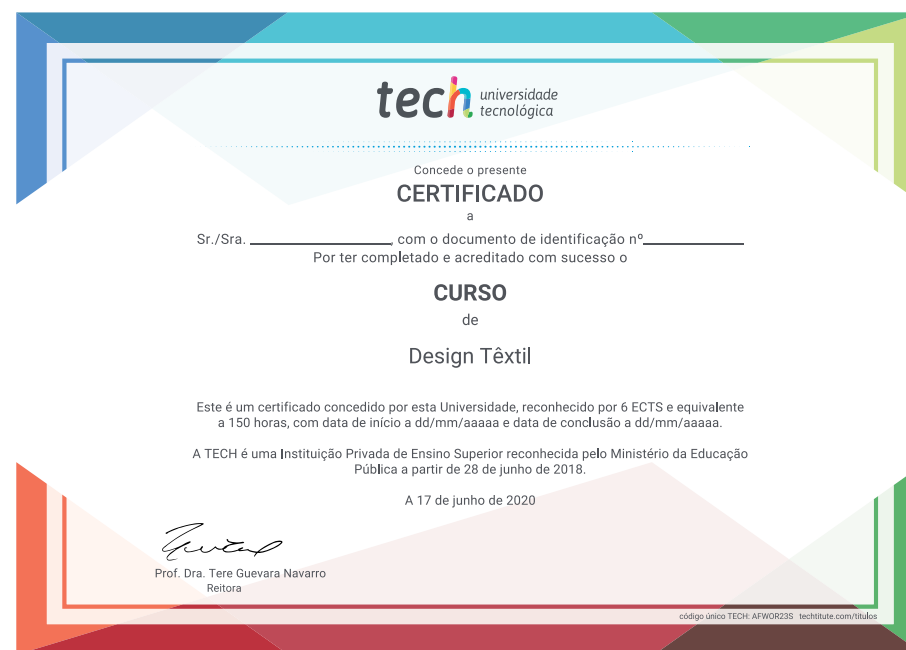 tech universidade
tecnológica
Concede o presente
CERTIFICADO
a
Sr./Sra. , com o documento de identificação nº
Por ter completado e acreditado com sucesso o
CURSO
de
Design Têxtil
Este é um certificado concedido por esta Universidade, reconhecido por 6 ECTS e equivalente
a 150 horas, com data de início a dd/mm/aaaaa e data de conclusão a dd/mm/aaaaa.
A TECH é uma Instituição Privada de Ensino Superior reconhecida pelo Ministério da Educação
Pública a partir de 28 de junho de 2018.
A 17 de junho de 2020
Prof. Dra. Tere Guevara Navarro
Reitora
código único TECH: AFWOR23S techtitute.com/titulos